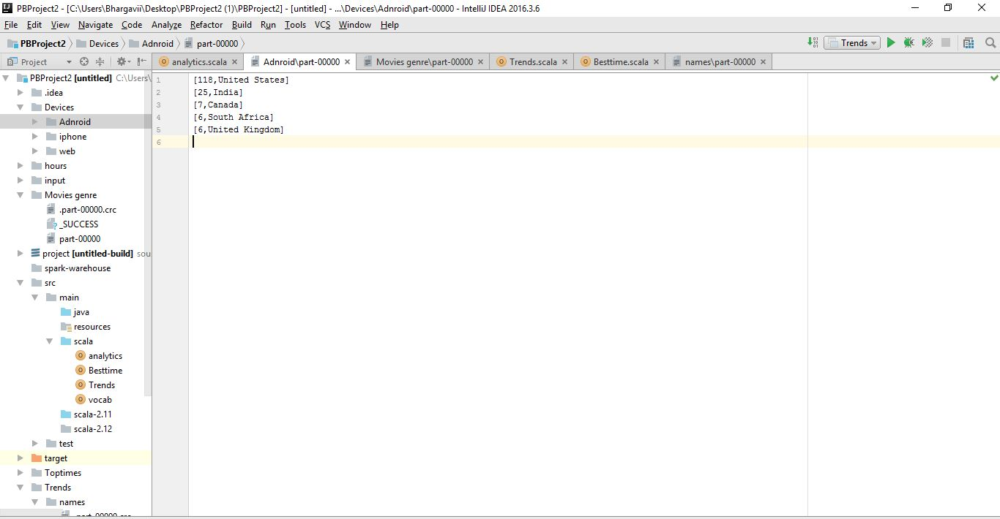 PBProject2 - [C:\Users\Bhargavii\Desktop\PBProject2 (1)\PBProject2] - [untitled] - ...\Devices\Adnroid\part-00000 - IntelliJ IDEA 2016.3.6
File Edit View Navigate Code Analyze Refactor Build Run Tools VCS Window Help
PBProject2 Devices Adnroid part-00000 Trends
Project analytics.scala Adnroid\part-00000 Movies genre\part-00000 Trends.scala Besttime.scala names\part-00000
PBProject2 [untitled] C:\Users\
.idea
Devices
Adnroid
iphone
web
hours
input
Movies genre
.part-00000.crc
_SUCCESS
part-00000
project [untitled-build] sou
spark-warehouse
src
main
java
resources
scala
analytics
Besttime
Trends
vocab
scala-2.11
scala-2.12
test
target
Toptimes
Trends
names
1 [118,United States]
2 [25,India]
3 [7,Canada]
4 [6,South Africa]
5 [6,United Kingdom]
6